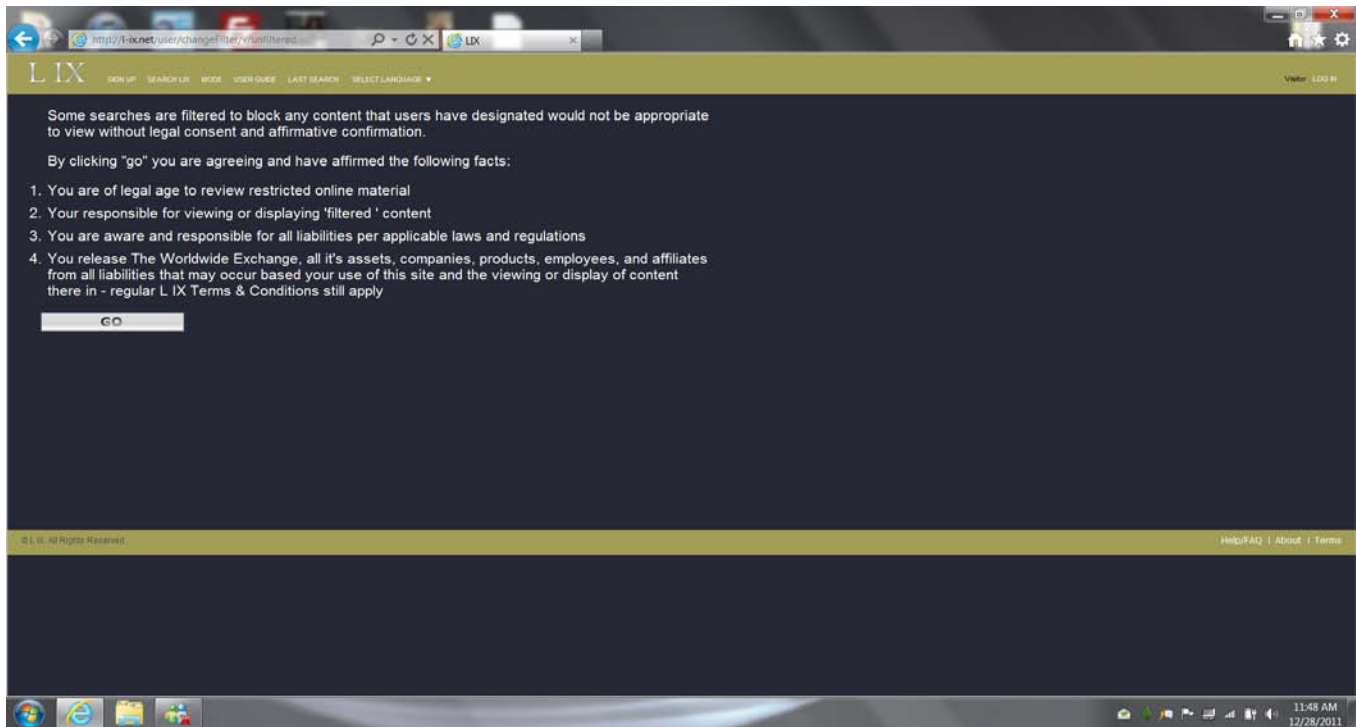 http://l-ix.net/user/changeFilter/v/unfiltered
LIX
L IX SIGN UP SEARCH LIX MODE USER GUIDE LAST SEARCH SELECT LANGUAGE ▼ Visitor LOG IN
Some searches are filtered to block any content that users have designated would not be appropriate
to view without legal consent and affirmative confirmation.
By clicking "go" you are agreeing and have affirmed the following facts:
1. You are of legal age to review restricted online material
2. Your responsible for viewing or displaying 'filtered ' content
3. You are aware and responsible for all liabilities per applicable laws and regulations
4. You release The Worldwide Exchange, all it's assets, companies, products, employees, and affiliates
from all liabilities that may occur based your use of this site and the viewing or display of content
there in - regular L IX Terms & Conditions still apply
GO
© L IX. All Rights Reserved. Help/FAQ | About | Terms
11:48 AM
12/28/2011